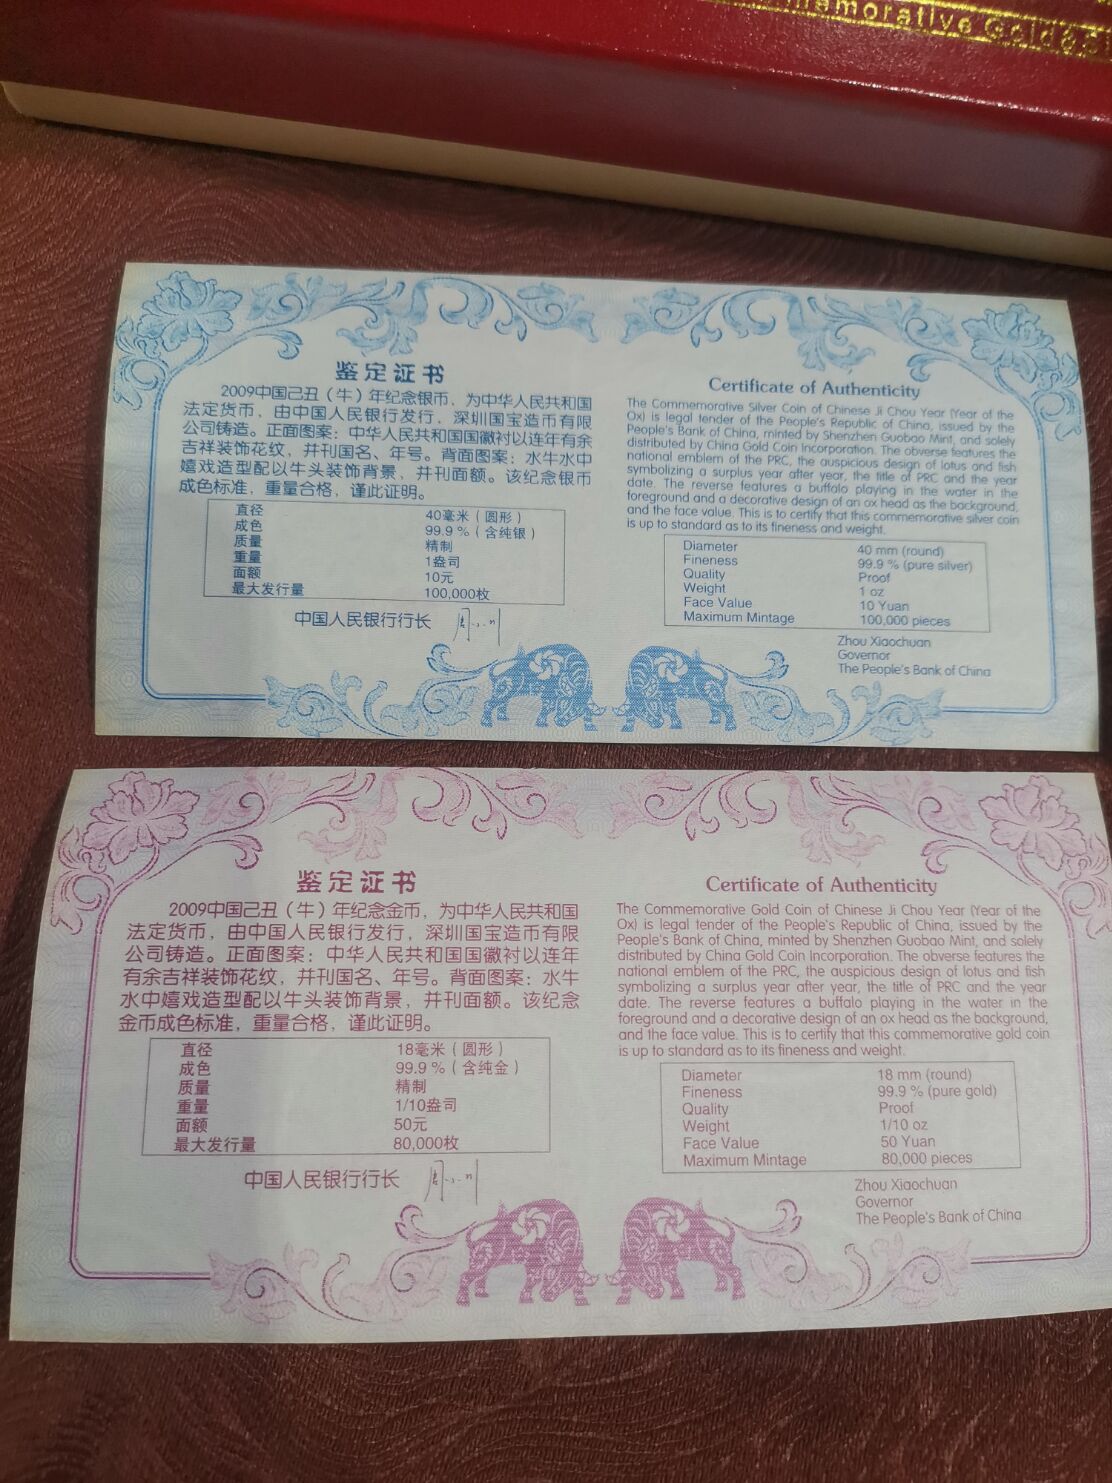 memorative Gold&Si
鉴定证书
2009中国己丑（牛）年纪念银币，为中华人民共和国
法定货币，由中国人民银行发行，深圳国宝造币有限
公司铸造。正面图案：中华人民共和国国徽衬以连年有余
吉祥装饰花纹，并刊国名、年号。背面图案：水牛水中
嬉戏造型配以牛头装饰背景，并刊面额。该纪念银币
成色标准，重量合格，谨此证明。
直径 40毫米（圆形）
成色 99.9％（含纯银）
质量 精制
重量 1盎司
面额 10元
最大发行量 100,000枚
中国人民银行行长
Certificate of Authenticity
The Commemorative Silver Coin of Chinese Ji Chou Year (Year of the
Ox) is legal tender of the People's Republic of China, issued by the
People's Bank of China, minted by Shenzhen Guobao Mint, and solely
distributed by China Gold Coin Incorporation. The obverse features the
national emblem of the PRC, the auspicious design of lotus and fish
symbolizing a surplus year after year, the title of PRC and the year
date. The reverse features a buffalo playing in the water in the
foreground and a decorative design of an ox head as the background,
and the face value. This is to certify that this commemorative silver coin
is up to standard as to its fineness and weight.
Diameter 40 mm (round)
Fineness 99.9 % (pure silver)
Quality Proof
Weight 1 oz
Face Value 10 Yuan
Maximum Mintage 100,000 pieces
Zhou Xiaochuan
Governor
The People's Bank of China
鉴定证书
2009中国己丑（牛）年纪念金币，为中华人民共和国
法定货币，由中国人民银行发行，深圳国宝造币有限
公司铸造。正面图案：中华人民共和国国徽衬以连年
有余吉祥装饰花纹，并刊国名、年号。背面图案：水牛
水中嬉戏造型配以牛头装饰背景，并刊面额。该纪念
金币成色标准，重量合格，谨此证明。
直径 18毫米（圆形）
成色 99.9％（含纯金）
质量 精制
重量 1/10盎司
面额 50元
最大发行量 80,000枚
中国人民银行行长
Certificate of Authenticity
The Commemorative Gold Coin of Chinese Ji Chou Year (Year of the
Ox) is legal tender of the People's Republic of China, issued by the
People's Bank of China, minted by Shenzhen Guobao Mint, and solely
distributed by China Gold Coin Incorporation. The obverse features the
national emblem of the PRC, the auspicious design of lotus and fish
symbolizing a surplus year after year, the title of PRC and the year
date. The reverse features a buffalo playing in the water in the
foreground and a decorative design of an ox head as the background,
and the face value. This is to certify that this commemorative gold coin
is up to standard as to its fineness and weight.
Diameter 18 mm (round)
Fineness 99.9 % (pure gold)
Quality Proof
Weight 1/10 oz
Face Value 50 Yuan
Maximum Mintage 80,000 pieces
Zhou Xiaochuan
Governor
The People's Bank of China